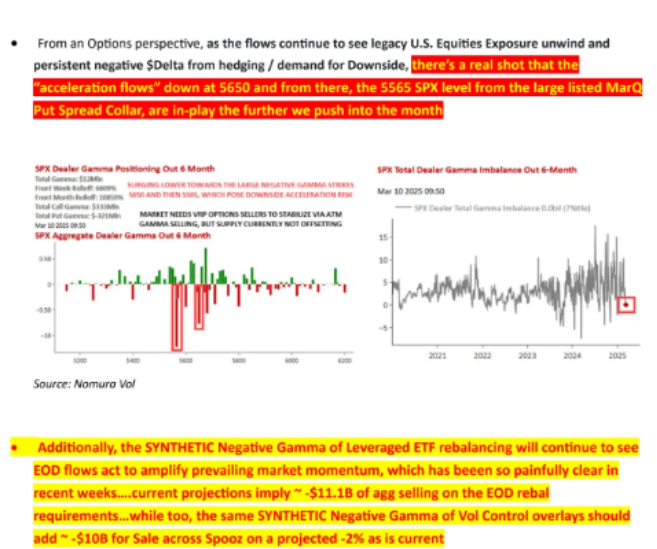 • From an Options perspective, as the flows continue to see legacy U.S. Equities Exposure unwind and
persistent negative $Delta from hedging / demand for Downside, there's a real shot that the
"acceleration flows" down at 5650 and from there, the 5565 SPX level from the large listed MarQ
Put Spread Collar, are in-play the further we push into the month
SPX Dealer Gamma Positioning Out 6 Month
Total Gamma: $12Mln
Front Week Rolloff:
Front Month Rolloff:
Total Call Gamma: $333Mln
Total Put Gamma: $-321Mln
Mar 10 2025 09:50
SURGING LOWER TOWARDS THE LARGE NEGATIVE GAMMA STRIKES
5650 AND THEN 5565, WHICH POSE DOWNSIDE ACCELERATION RISK
MARKET NEEDS VRP OPTIONS SELLERS TO STABILIZE VIA ATM
GAMMA SELLING, BUT SUPPLY CURRENTLY NOT OFFSETTING
SPX Aggregate Dealer Gamma Out 6 Month
0.5B
0
-0.5B
-1B
5200 5400 5600 5800 6000 6200
SPX Total Dealer Gamma Imbalance Out 6-Month
Mar 10 2025 09:50
SPX Dealer Total Gamma Imbalance 0.0bil (7%tile)
15
10
5
0
-5
2021 2022 2023 2024 2025
Source: Nomura Vol
• Additionally, the SYNTHETIC Negative Gamma of Leveraged ETF rebalancing will continue to see
EOD flows act to amplify prevailing market momentum, which has beeen so painfully clear in
recent weeks....current projections imply ~ -$11.1B of agg selling on the EOD rebal
requirements...while too, the same SYNTHETIC Negative Gamma of Vol Control overlays should
add ~ -$10B for Sale across Spooz on a projected -2% as is current